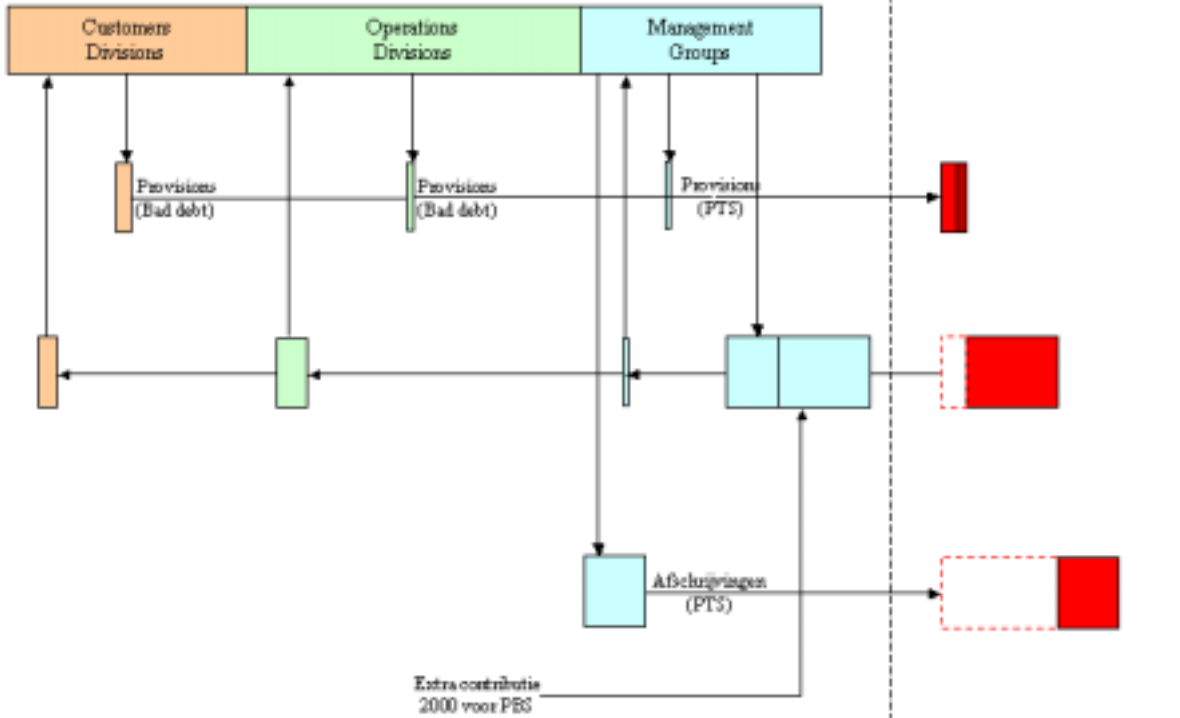 Customers
Divisions
Operations
Divisions
Management
Groups
Provisions
(Bad debt)
Provisions
(Bad debt)
Provisions
(PTS)
Afschrijvingen
(PTS)
Extra contributie
2000 voor PBS